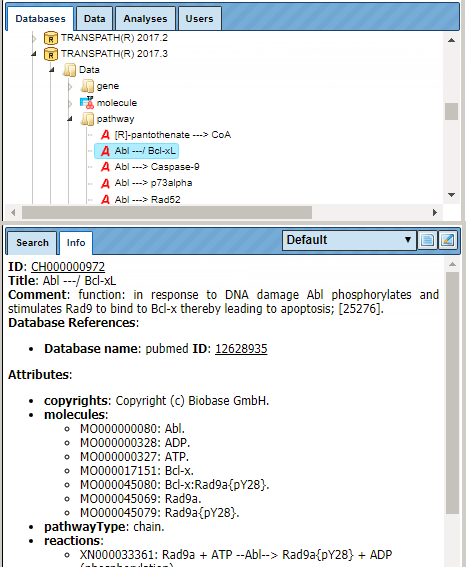 Databases Data Analyses Users
TRANSPATH(R) 2017.2
TRANSPATH(R) 2017.3
Data
gene
molecule
pathway
[R]-pantothenate ---> CoA
Abl ---/ Bcl-xL
Abl ---> Caspase-9
Abl ---> p73alpha
Abl ---> Rad52
Search Info Default
ID: CH000000972
Title: Abl ---/ Bcl-xL
Comment: function: in response to DNA damage Abl phosphorylates and
stimulates Rad9 to bind to Bcl-x thereby leading to apoptosis; [25276].
Database References:
• Database name: pubmed ID: 12628935
Attributes:
• copyrights: Copyright (c) Biobase GmbH.
• molecules:
◦ MO000000080: Abl.
◦ MO000000328: ADP.
◦ MO000000327: ATP.
◦ MO000017151: Bcl-x.
◦ MO000045080: Bcl-x:Rad9a{pY28}.
◦ MO000045069: Rad9a.
◦ MO000045079: Rad9a{pY28}.
• pathwayType: chain.
• reactions:
◦ XN000033361: Rad9a + ATP --Abl--> Rad9a{pY28} + ADP
(phosphorylation)